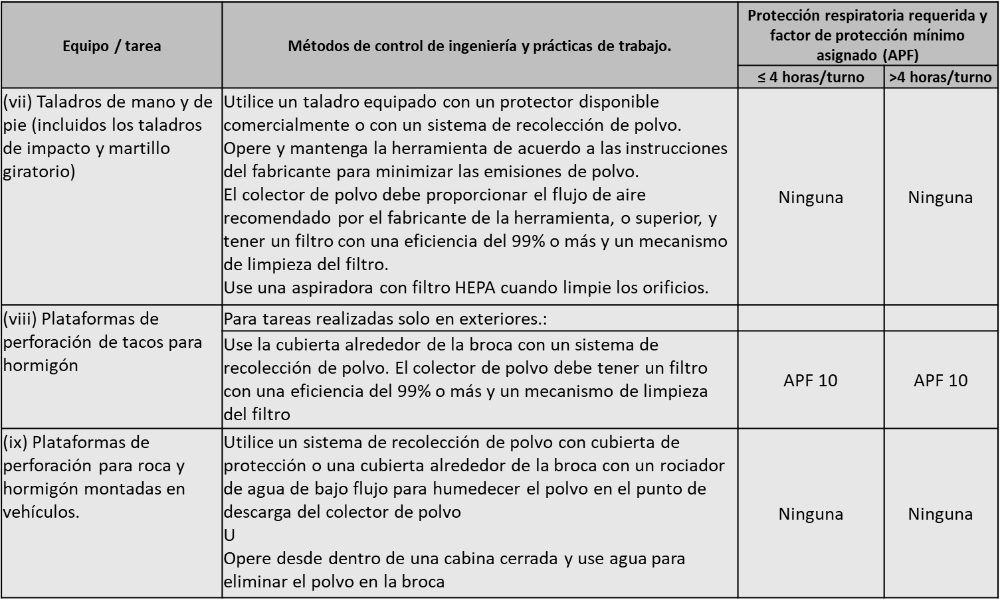 Equipo / tarea
Métodos de control de ingeniería y prácticas de trabajo.
Protección respiratoria requerida y
factor de protección mínimo
asignado (APF)
≤ 4 horas/turno
>4 horas/turno
(vii) Taladros de mano y de
pie (incluidos los taladros
de impacto y martillo
giratorio)
Utilice un taladro equipado con un protector disponible
comercialmente o con un sistema de recolección de polvo.
Opere y mantenga la herramienta de acuerdo a las instrucciones
del fabricante para minimizar las emisiones de polvo.
El colector de polvo debe proporcionar el flujo de aire
recomendado por el fabricante de la herramienta, o superior, y
tener un filtro con una eficiencia del 99% o más y un mecanismo
de limpieza del filtro.
Use una aspiradora con filtro HEPA cuando limpie los orificios.
Ninguna
Ninguna
(viii) Plataformas de
perforación de tacos para
hormigón
Para tareas realizadas solo en exteriores.:
Use la cubierta alrededor de la broca con un sistema de
recolección de polvo. El colector de polvo debe tener un filtro
con una eficiencia del 99% o más y un mecanismo de limpieza
del filtro
APF 10
APF 10
(ix) Plataformas de
perforación para roca y
hormigón montadas en
vehículos.
Utilice un sistema de recolección de polvo con cubierta de
protección o una cubierta alrededor de la broca con un rociador
de agua de bajo flujo para humedecer el polvo en el punto de
descarga del colector de polvo
U
Opere desde dentro de una cabina cerrada y use agua para
eliminar el polvo en la broca
Ninguna
Ninguna